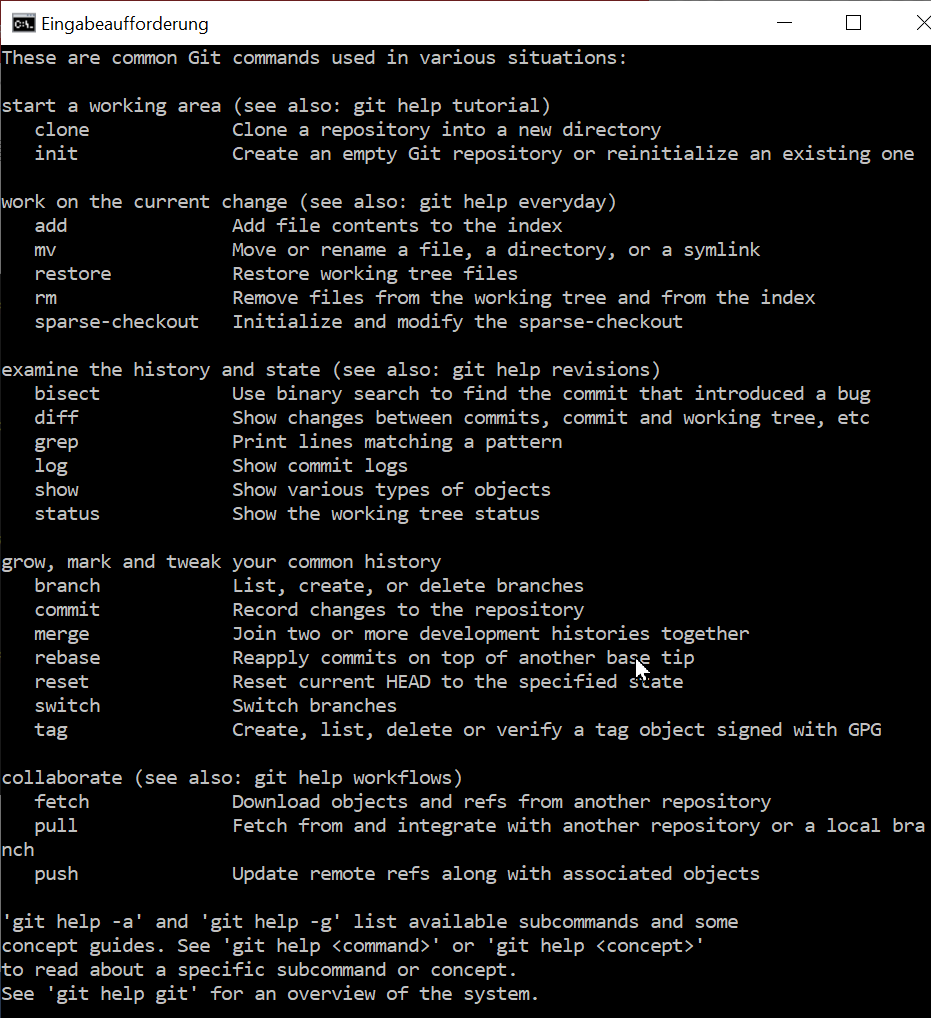 Eingabeaufforderung
These are common Git commands used in various situations:

start a working area (see also: git help tutorial)
   clone             Clone a repository into a new directory
   init              Create an empty Git repository or reinitialize an existing one

work on the current change (see also: git help everyday)
   add               Add file contents to the index
   mv                Move or rename a file, a directory, or a symlink
   restore           Restore working tree files
   rm                Remove files from the working tree and from the index
   sparse-checkout   Initialize and modify the sparse-checkout

examine the history and state (see also: git help revisions)
   bisect            Use binary search to find the commit that introduced a bug
   diff              Show changes between commits, commit and working tree, etc
   grep              Print lines matching a pattern
   log               Show commit logs
   show              Show various types of objects
   status            Show the working tree status

grow, mark and tweak your common history
   branch            List, create, or delete branches
   commit            Record changes to the repository
   merge             Join two or more development histories together
   rebase            Reapply commits on top of another base tip
   reset             Reset current HEAD to the specified state
   switch            Switch branches
   tag               Create, list, delete or verify a tag object signed with GPG

collaborate (see also: git help workflows)
   fetch             Download objects and refs from another repository
   pull              Fetch from and integrate with another repository or a local bra
nch
   push              Update remote refs along with associated objects

'git help -a' and 'git help -g' list available subcommands and some
concept guides. See 'git help <command>' or 'git help <concept>'
to read about a specific subcommand or concept.
See 'git help git' for an overview of the system.